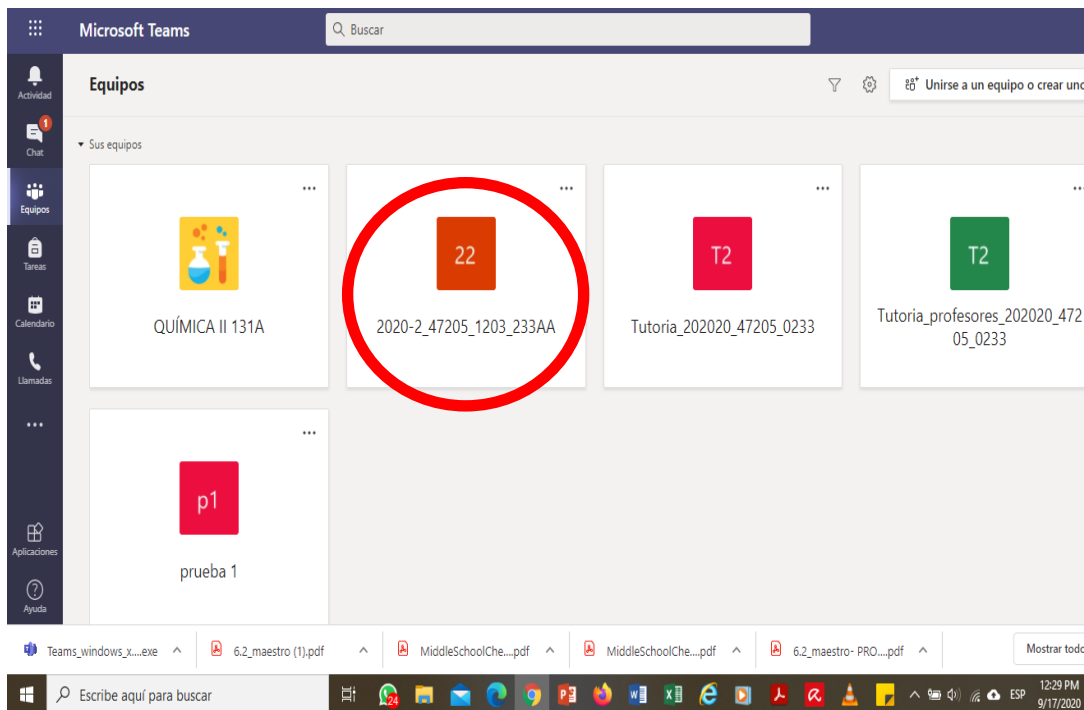 Microsoft Teams
Buscar
Actividad
1
Chat
Equipos
Tareas
Calendario
Llamadas
Aplicaciones
Ayuda
Equipos
Unirse a un equipo o crear uno
Sus equipos
QUÍMICA II 131A
22
2020-2_47205_1203_233AA
T2
Tutoria_202020_47205_0233
T2
Tutoria_profesores_202020_472
05_0233
p1
prueba 1
Teams_windows_x....exe
6.2_maestro (1).pdf
MiddleSchoolChe....pdf
MiddleSchoolChe....pdf
6.2_maestro- PRO....pdf
Mostrar todo
Escribe aquí para buscar
24
ESP
12:29 PM
9/17/2020